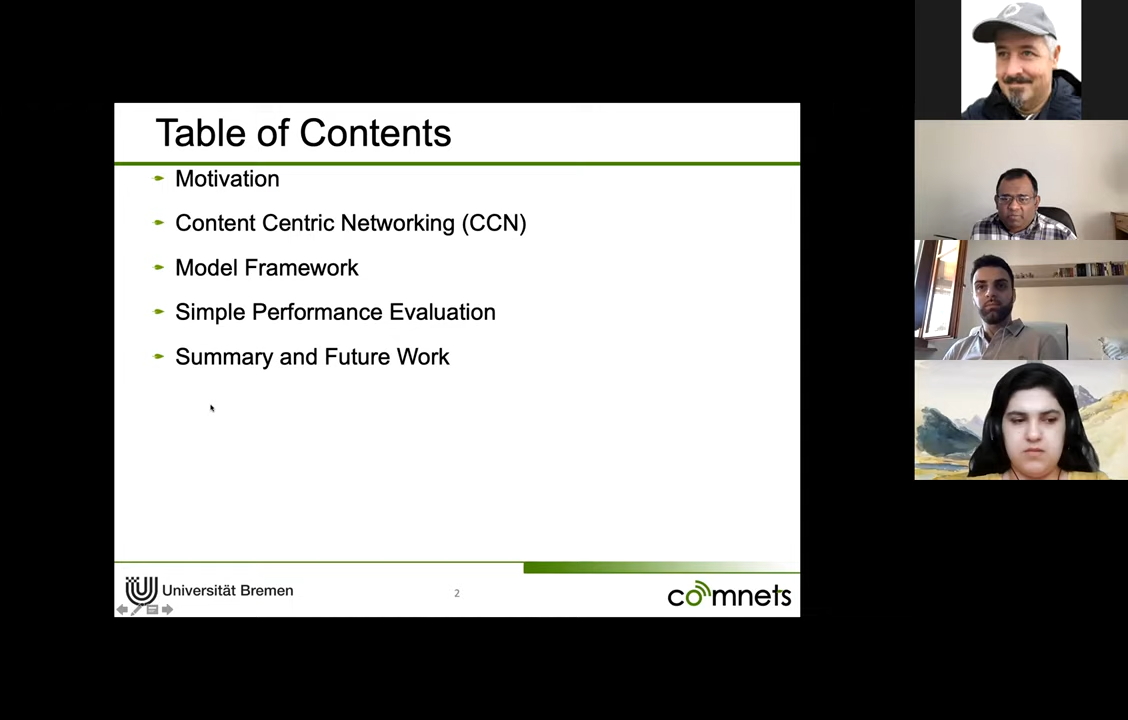 Table of Contents
Motivation
Content Centric Networking (CCN)
Model Framework
Simple Performance Evaluation
Summary and Future Work
Universität Bremen
2
comnets